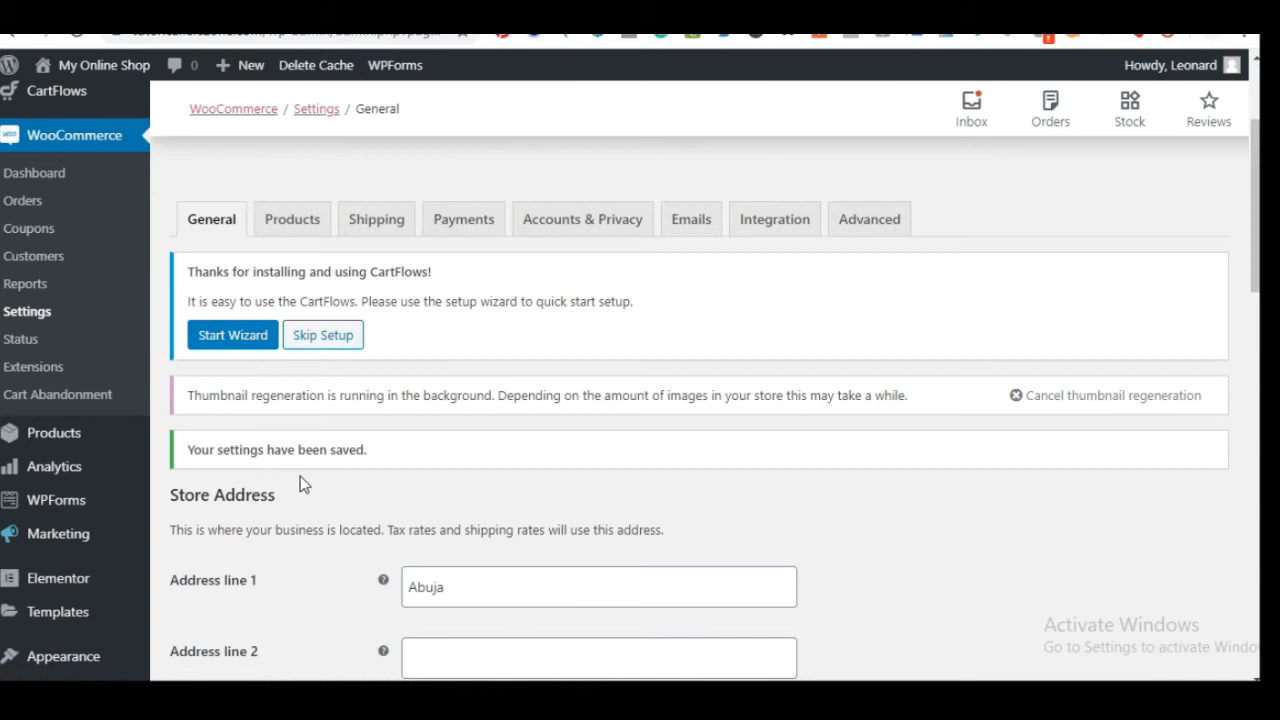 My Online Shop
0
New
Delete Cache
WPForms
Howdy, Leonard
CartFlows
WooCommerce
Dashboard
Orders
Coupons
Customers
Reports
Settings
Status
Extensions
Cart Abandonment
Products
Analytics
WPForms
Marketing
Elementor
Templates
Appearance
WooCommerce / Settings / General
Inbox
Orders
Stock
Reviews
General
Products
Shipping
Payments
Accounts & Privacy
Emails
Integration
Advanced
Thanks for installing and using CartFlows!
It is easy to use the CartFlows. Please use the setup wizard to quick start setup.
Start Wizard
Skip Setup
Thumbnail regeneration is running in the background. Depending on the amount of images in your store this may take a while.
Cancel thumbnail regeneration
Your settings have been saved.
Store Address
This is where your business is located. Tax rates and shipping rates will use this address.
Address line 1
Abuja
Address line 2
Activate Windows
Go to Settings to activate Windo